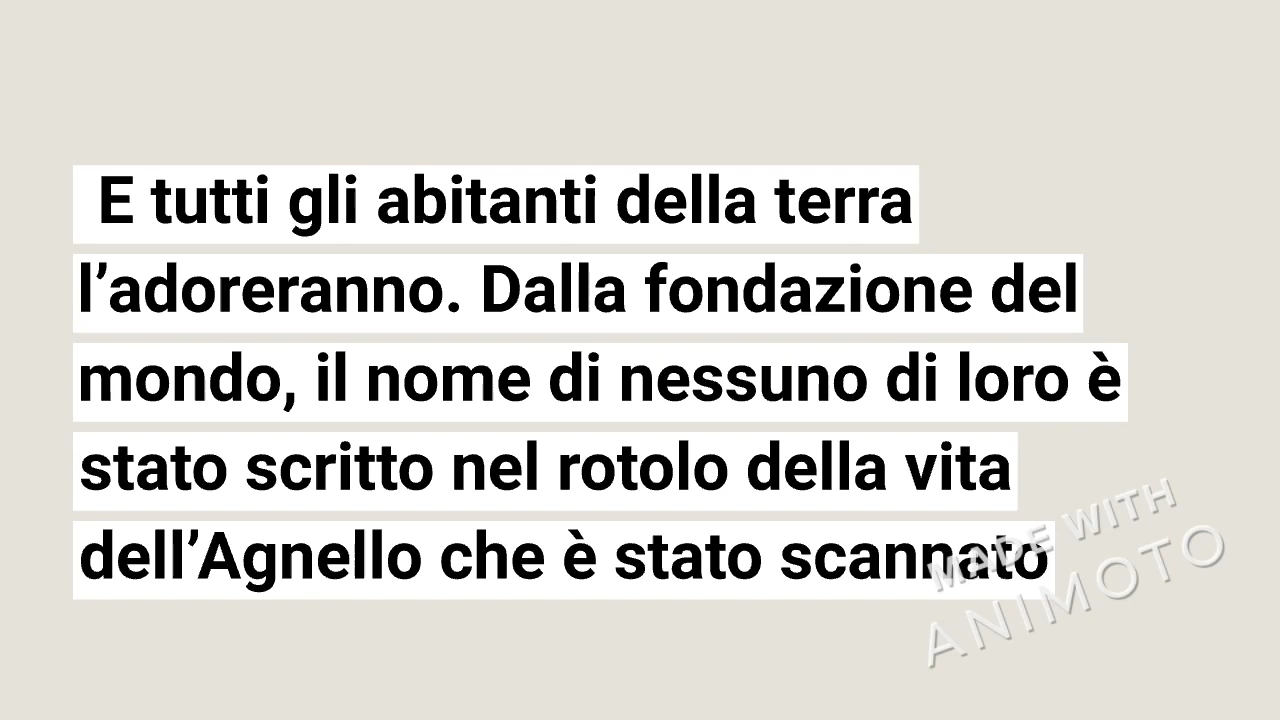 E tutti gli abitanti della terra
l’adoreranno. Dalla fondazione del
mondo, il nome di nessuno di loro è
stato scritto nel rotolo della vita
dell’Agnello che è stato scannato
MADE WITH
ANIMOTO